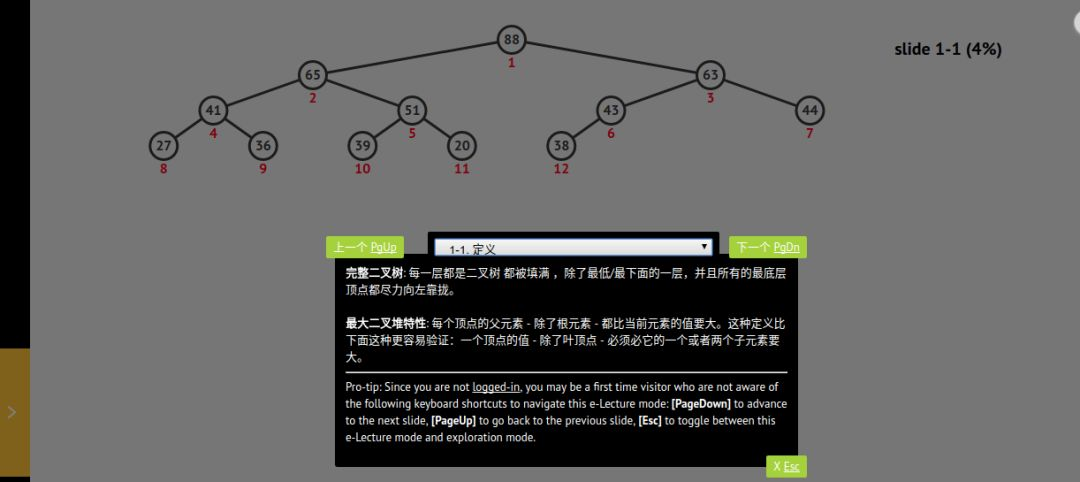 88
slide 1-1 (4%)
1
65
63
2
3
41
51
43
44
4
5
6
7
27
36
39
20
38
8
9
10
11
12
上一个 PgUp
1-1. 定义
下一个 PgDn
完整二叉树: 每一层都是二叉树 都被填满 ，除了最低/最下面的一层，并且所有的最底层
顶点都尽力向左靠拢。
最大二叉堆特性: 每个顶点的父元素 - 除了根元素 - 都比当前元素的值要大。这种定义比
下面这种更容易验证：一个顶点的值 - 除了叶顶点 - 必须必它的一个或者两个子元素要
大。
Pro-tip: Since you are not logged-in, you may be a first time visitor who are not aware of
the following keyboard shortcuts to navigate this e-Lecture mode: [PageDown] to advance
to the next slide, [PageUp] to go back to the previous slide, [Esc] to toggle between this
e-Lecture mode and exploration mode.
X Esc